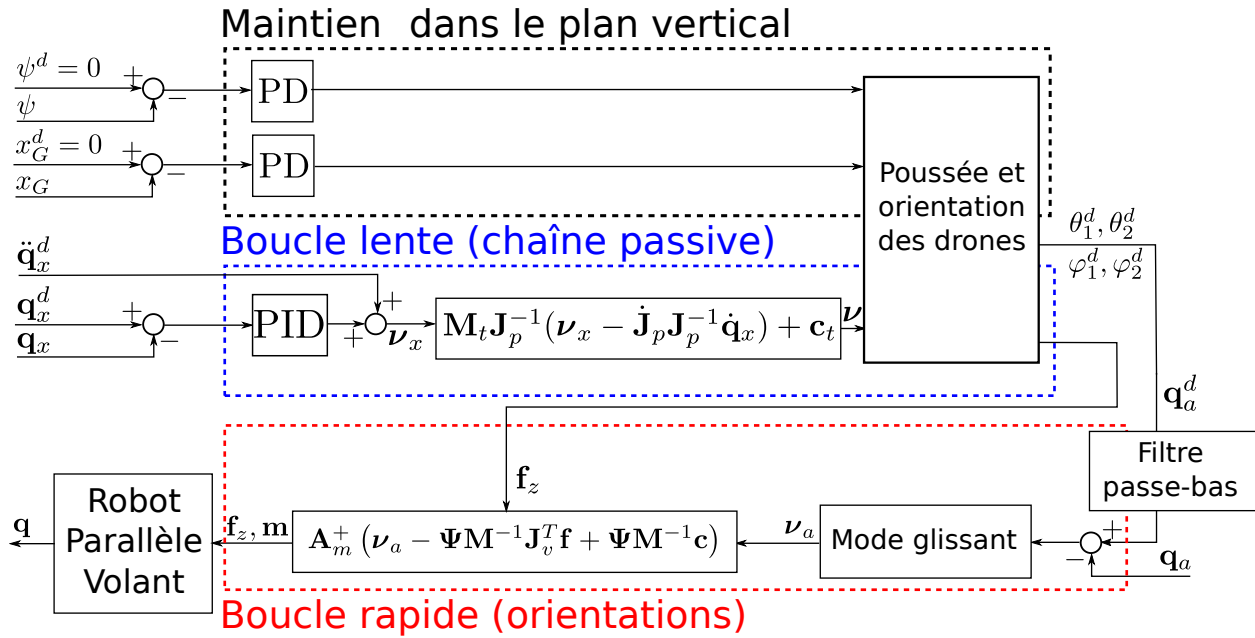 Maintien dans le plan vertical
ψ^d = 0
+
−
ψ
PD
x_G^d = 0
+
−
x_G
PD
Poussée et
orientation
des drones
θ_1^d, θ_2^d
φ_1^d, φ_2^d
Boucle lente (chaîne passive)
q̈_x^d
q_x^d
+
−
q_x
PID
+
+
ν_x
M_t J_p^{-1}(ν_x − J̇_p J_p^{-1} q̇_x) + c_t
ν
q_a^d
Filtre
passe-bas
f_z
Robot
Parallèle
Volant
q
f_z, m
A_m^+ (ν_a − ΨM^{-1}J_v^T f + ΨM^{-1}c)
ν_a
Mode glissant
+
−
q_a
Boucle rapide (orientations)